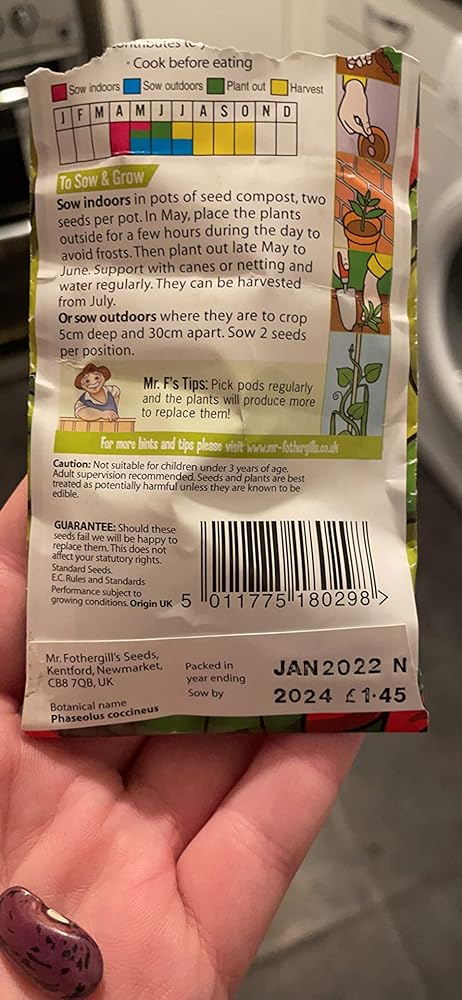 contributes to
· Cook before eating
Sow indoors Sow outdoors Plant out Harvest
J F M A M J J A S O N D
To Sow & Grow
Sow indoors in pots of seed compost, two
seeds per pot. In May, place the plants
outside for a few hours during the day to
avoid frosts. Then plant out late May to
June. Support with canes or netting and
water regularly. They can be harvested
from July.
Or sow outdoors where they are to crop
5cm deep and 30cm apart. Sow 2 seeds
per position.
Mr. F's Tips: Pick pods regularly
and the plants will produce more
to replace them!
For more hints and tips please visit www.mr-fothergills.co.uk
Caution: Not suitable for children under 3 years of age.
Adult supervision recommended. Seeds and plants are best
treated as potentially harmful unless they are known to be
edible.
GUARANTEE: Should these
seeds fail we will be happy to
replace them. This does not
affect your statutory rights.
Standard Seeds.
E.C. Rules and Standards
Performance subject to
growing conditions. Origin UK
5 011775 180298 >
Mr. Fothergill's Seeds,
Kentford, Newmarket,
CB8 7QB, UK
Botanical name
Phaseolus coccineus
Packed in
year ending
Sow by
JAN2022 N
2024 £1·45